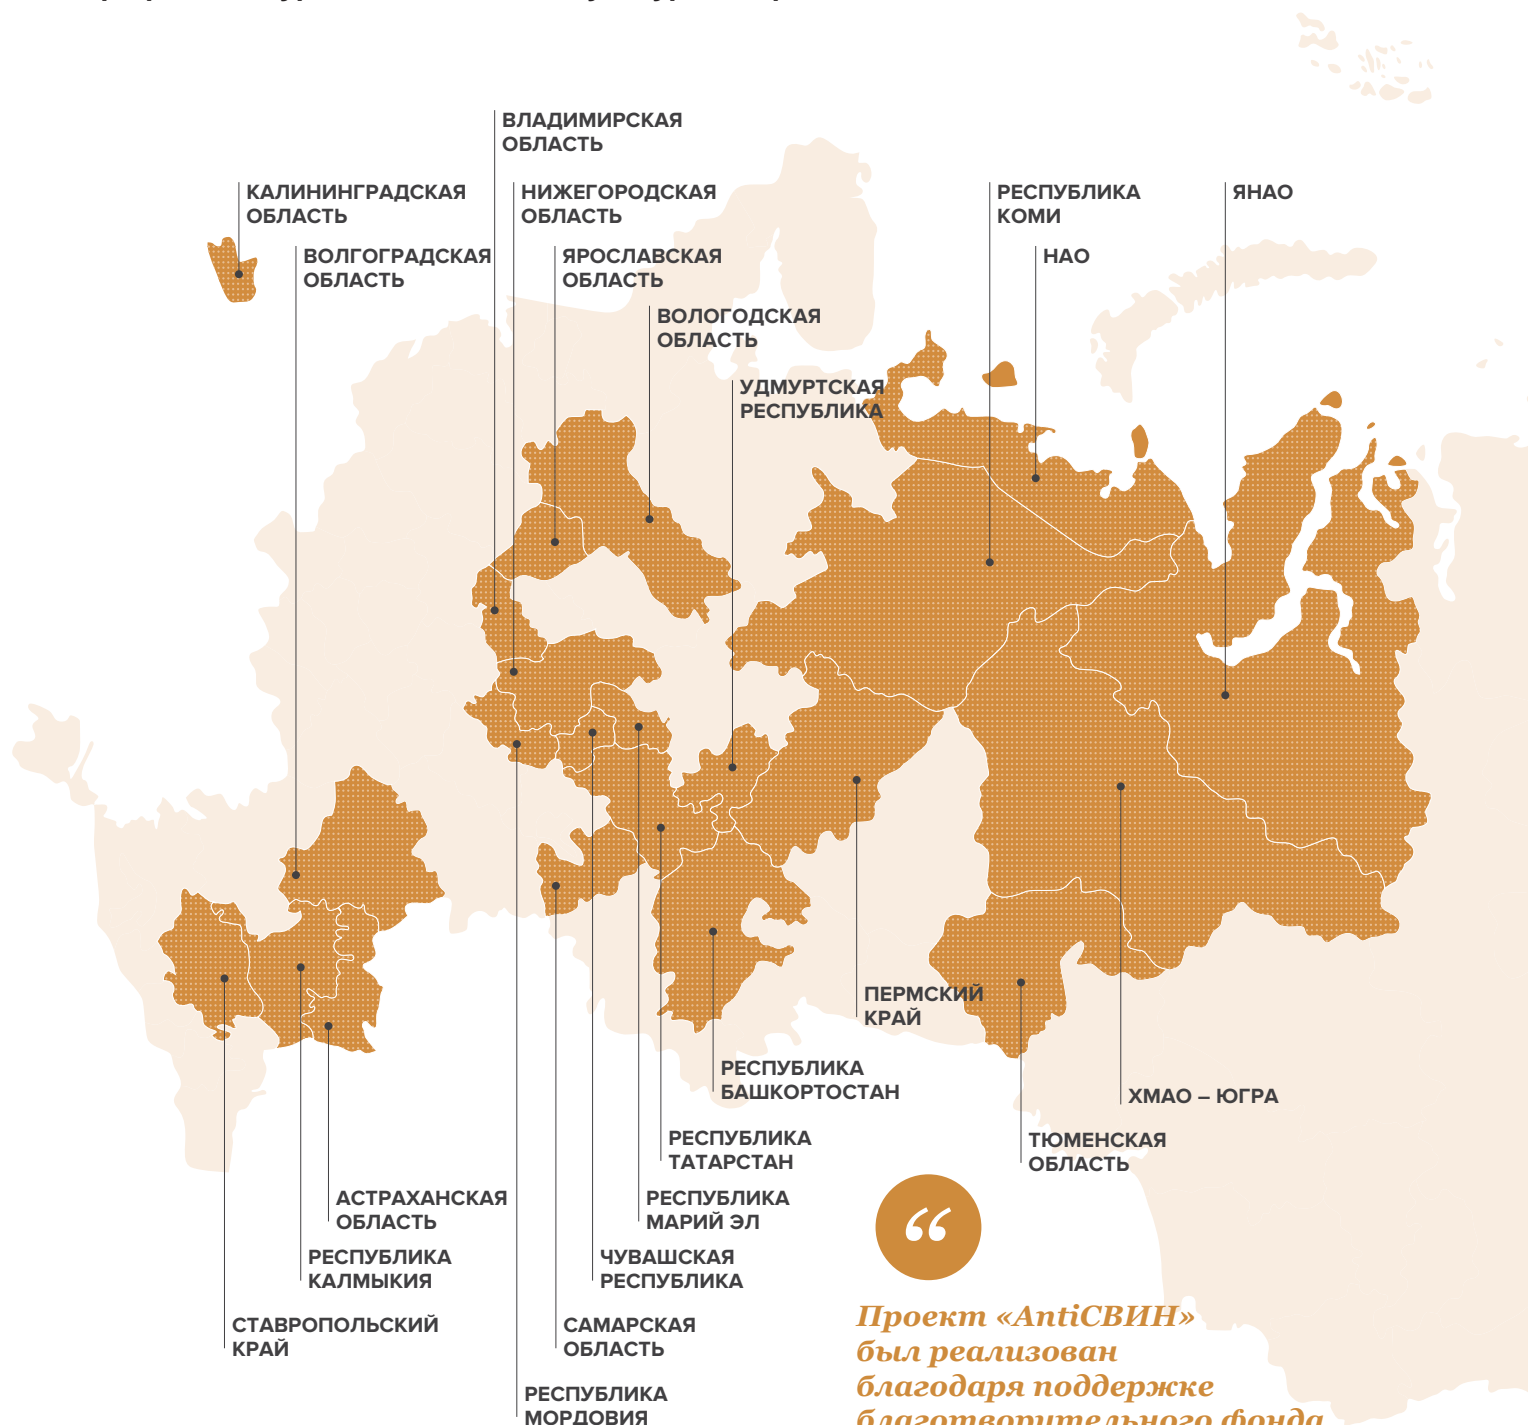 ВЛАДИМИРСКАЯ
ОБЛАСТЬ
КАЛИНИНГРАДСКАЯ
ОБЛАСТЬ
НИЖЕГОРОДСКАЯ
ОБЛАСТЬ
РЕСПУБЛИКА
КОМИ
ЯНАО
ВОЛГОГРАДСКАЯ
ОБЛАСТЬ
ЯРОСЛАВСКАЯ
ОБЛАСТЬ
НАО
ВОЛОГОДСКАЯ
ОБЛАСТЬ
УДМУРТСКАЯ
РЕСПУБЛИКА
ПЕРМСКИЙ
КРАЙ
РЕСПУБЛИКА
БАШКОРТОСТАН
ХМАО – ЮГРА
РЕСПУБЛИКА
ТАТАРСТАН
ТЮМЕНСКАЯ
ОБЛАСТЬ
АСТРАХАНСКАЯ
ОБЛАСТЬ
РЕСПУБЛИКА
МАРИЙ ЭЛ
РЕСПУБЛИКА
КАЛМЫКИЯ
ЧУВАШСКАЯ
РЕСПУБЛИКА
СТАВРОПОЛЬСКИЙ
КРАЙ
САМАРСКАЯ
ОБЛАСТЬ
РЕСПУБЛИКА
МОРДОВИЯ
“
Проект «AntiСВИН»
был реализован
благодаря поддержке
благотворительного фонда